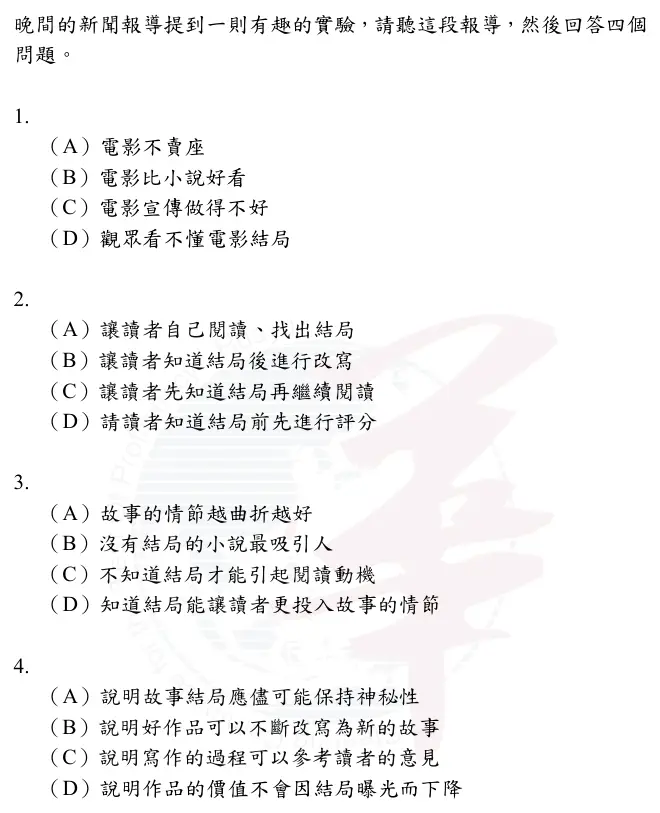 晚間的新聞報導提到一則有趣的實驗，請聽這段報導，然後回答四個
問題。
1.
（A）電影不賣座
（B）電影比小說好看
（C）電影宣傳做得不好
（D）觀眾看不懂電影結局
2.
（A）讓讀者自己閱讀、找出結局
（B）讓讀者知道結局後進行改寫
（C）讓讀者先知道結局再繼續閱讀
（D）請讀者知道結局前先進行評分
3.
（A）故事的情節越曲折越好
（B）沒有結局的小說最吸引人
（C）不知道結局才能引起閱讀動機
（D）知道結局能讓讀者更投入故事的情節
4.
（A）說明故事結局應儘可能保持神秘性
（B）說明好作品可以不斷改寫為新的故事
（C）說明寫作的過程可以參考讀者的意見
（D）說明作品的價值不會因結局曝光而下降